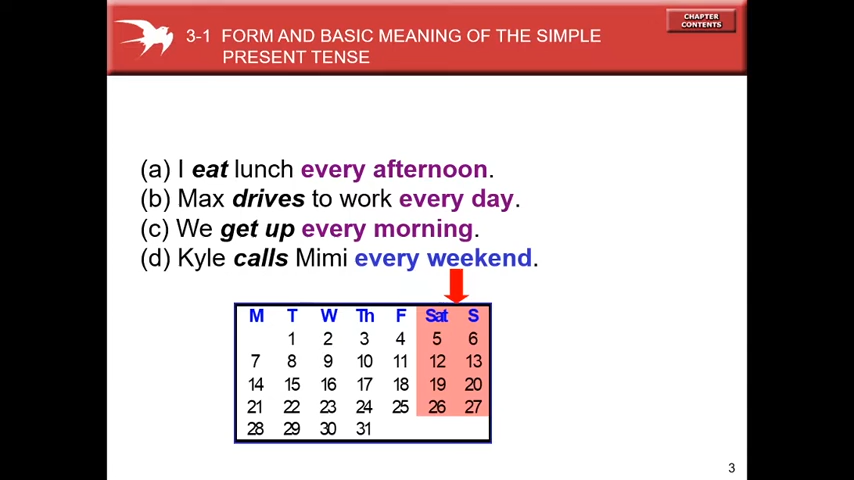 CHAPTER
CONTENTS
3-1 FORM AND BASIC MEANING OF THE SIMPLE
PRESENT TENSE
(a) I eat lunch every afternoon.
(b) Max drives to work every day.
(c) We get up every morning.
(d) Kyle calls Mimi every weekend.
M T W Th F Sat S
1 2 3 4 5 6
7 8 9 10 11 12 13
14 15 16 17 18 19 20
21 22 23 24 25 26 27
28 29 30 31
3